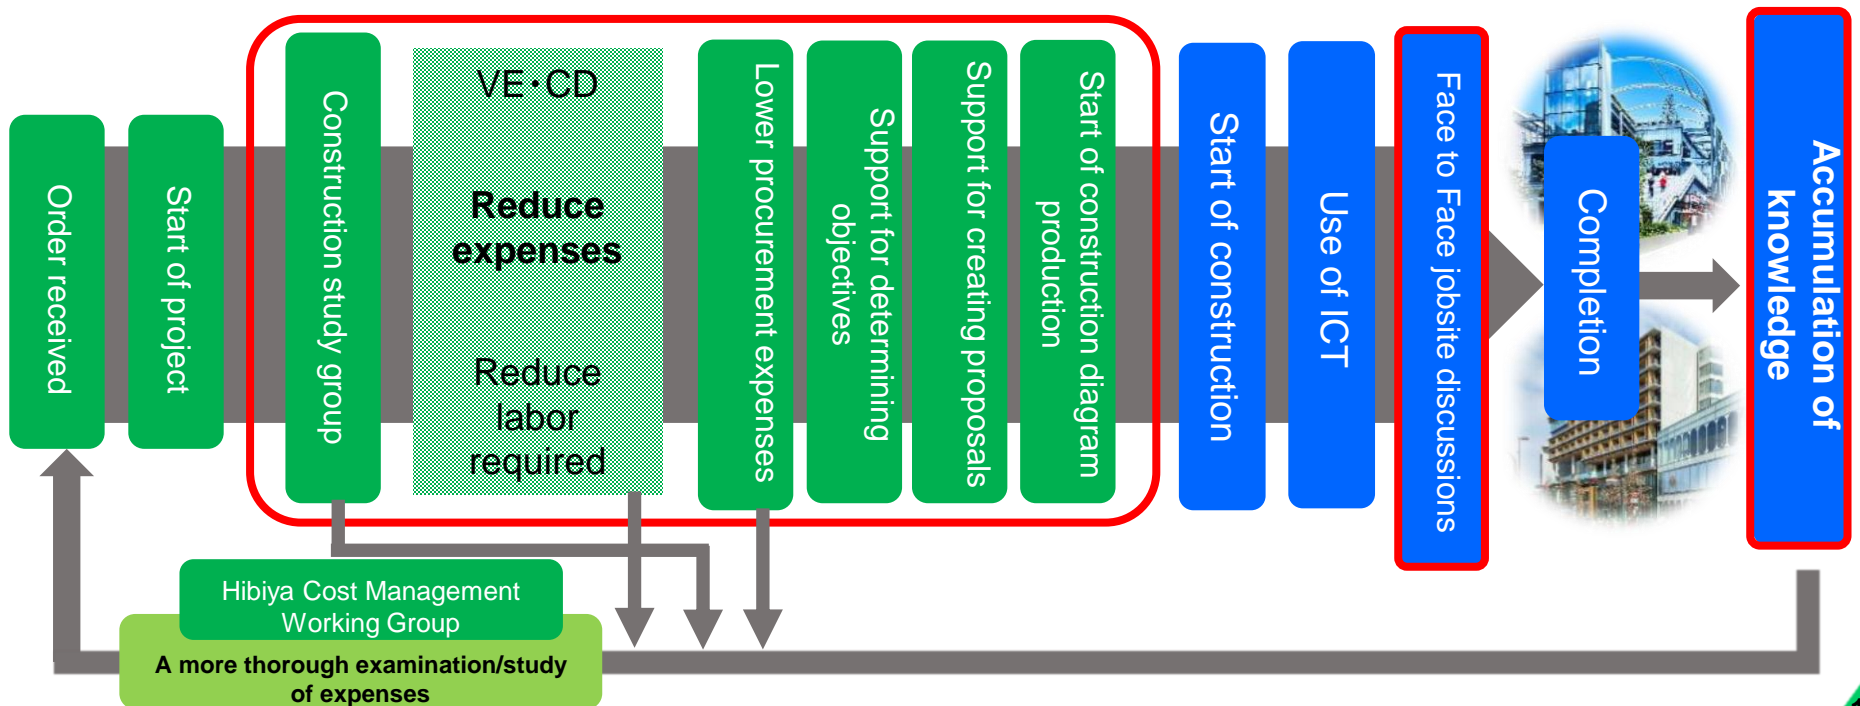 Order received
Start of project
Construction study group
VE・CD
Reduce
expenses
Reduce
labor
required
Lower procurement expenses
Support for determining
objectives
Support for creating proposals
Start of construction diagram
production
Start of construction
Use of ICT
Face to Face jobsite discussions
Completion
Accumulation of
knowledge
Hibiya Cost Management
Working Group
A more thorough examination/study
of expenses